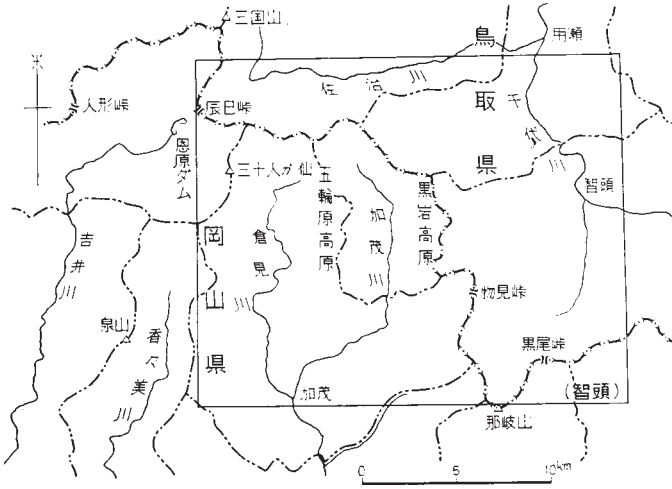 三国山
用瀬
鳥取県
佐治川
千代川
人形峠
辰巳峠
恩原ダム
三十人ガ仙
五輪原高原
加茂川
黒岩高原
智頭
吉井川
岡山県
倉見川
物見峠
泉山
香々美川
黒尾峠
加茂
(智頭)
那岐山
0 5 10km